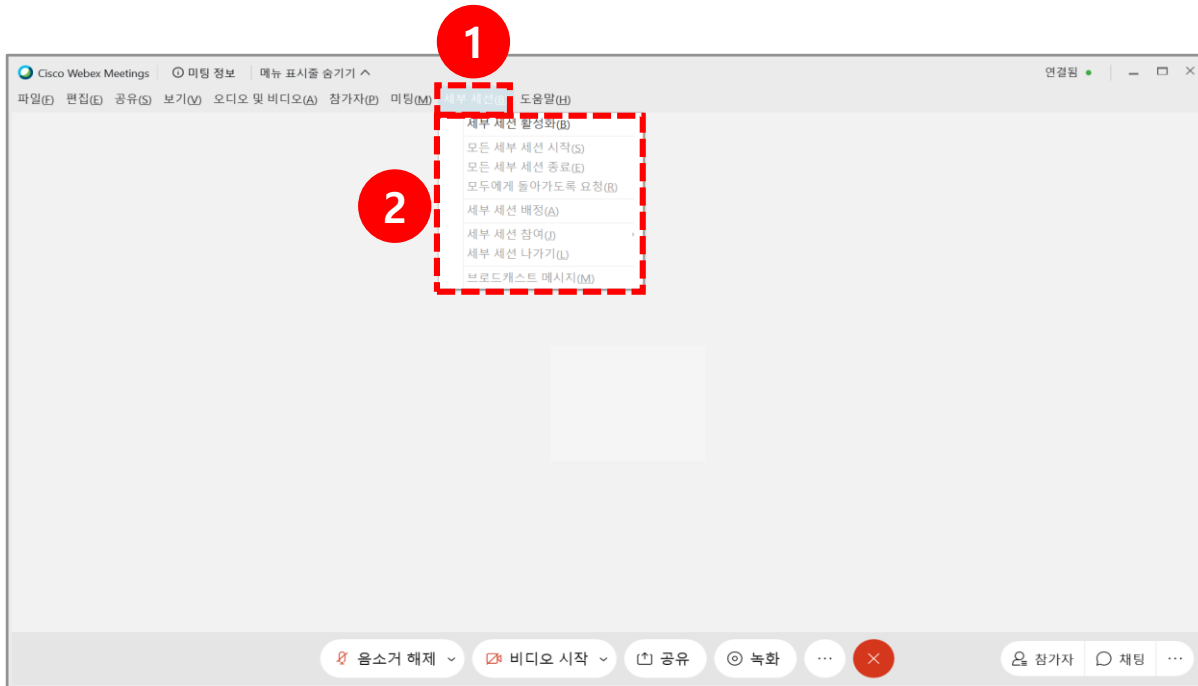 1
Cisco Webex Meetings 미팅 정보 메뉴 표시줄 숨기기 연결됨
파일(F) 편집(E) 공유(S) 보기(V) 오디오 및 비디오(A) 참가자(P) 미팅(M) 세부 세션(B) 도움말(H)
세부 세션 활성화(B)
모든 세부 세션 시작(S)
모든 세부 세션 종료(E)
모두에게 돌아가도록 요청(R)
2
세부 세션 배정(A)
세부 세션 참여(J)
세부 세션 나가기(L)
브로드캐스트 메시지(M)
음소거 해제 비디오 시작 공유 녹화 ... 참가자 채팅 ...